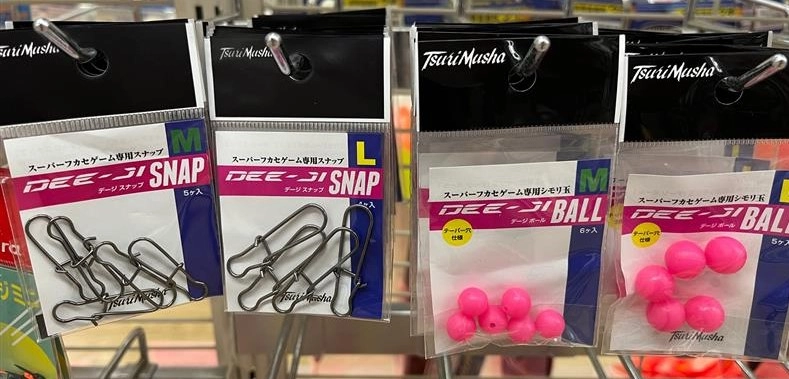 TsuriMusha
M
スーパーフカセゲーム専用スナップ
DEE-JI SNAP
デージ スナップ
5ヶ入
TsuriMusha
TsuriMusha
L
スーパーフカセゲーム専用スナップ
DEE-JI SNAP
デージ スナップ
ヶ入
TsuriMusha
TsuriMusha
M
スーパーフカセゲーム専用シモリ玉
DEE-JI BALL
デージ ボール
6ヶ入
テーパー穴
仕様
TsuriMusha
L
スーパーフカセゲーム専用シモリ玉
DEE-JI BALL
デージ ボール
5ヶ入
テーパー穴
仕様
TsuriMusha